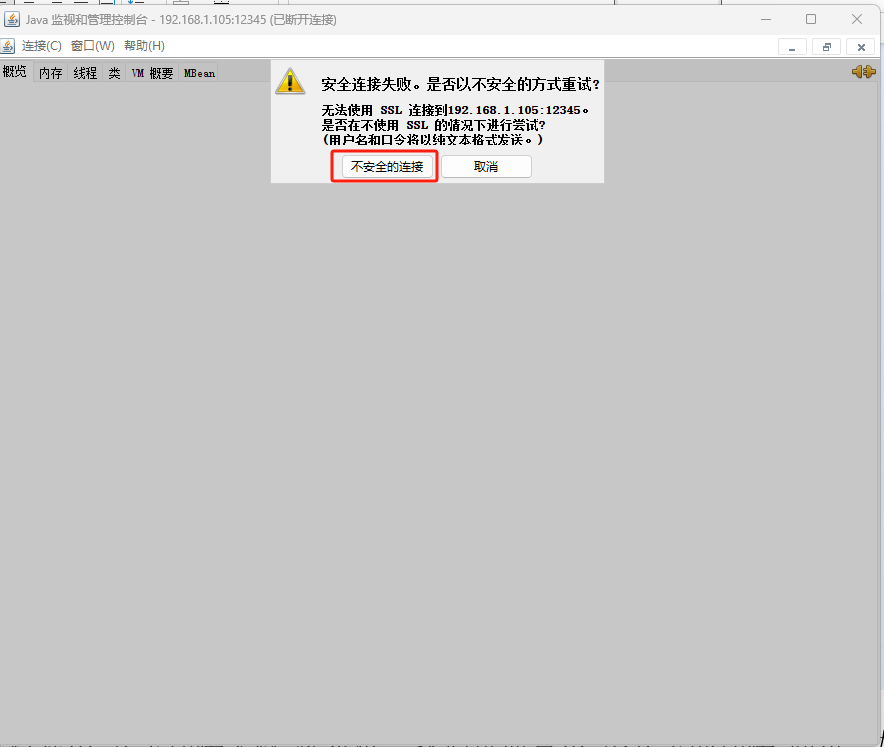 Java 监视和管理控制台 - 192.168.1.105:12345 (已断开连接)
连接(C) 窗口(W) 帮助(H)
概览 内存 线程 类 VM 概要 MBean
安全连接失败。是否以不安全的方式重试?
无法使用 SSL 连接到192.168.1.105:12345。
是否在不使用 SSL 的情况下进行尝试?
(用户名和口令将以纯文本格式发送。)
不安全的连接 取消